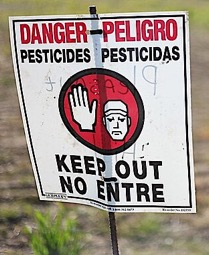 DANGER-PELIGRO
PESTICIDES PESTICIDAS
KEEP OUT
NO ENTRE